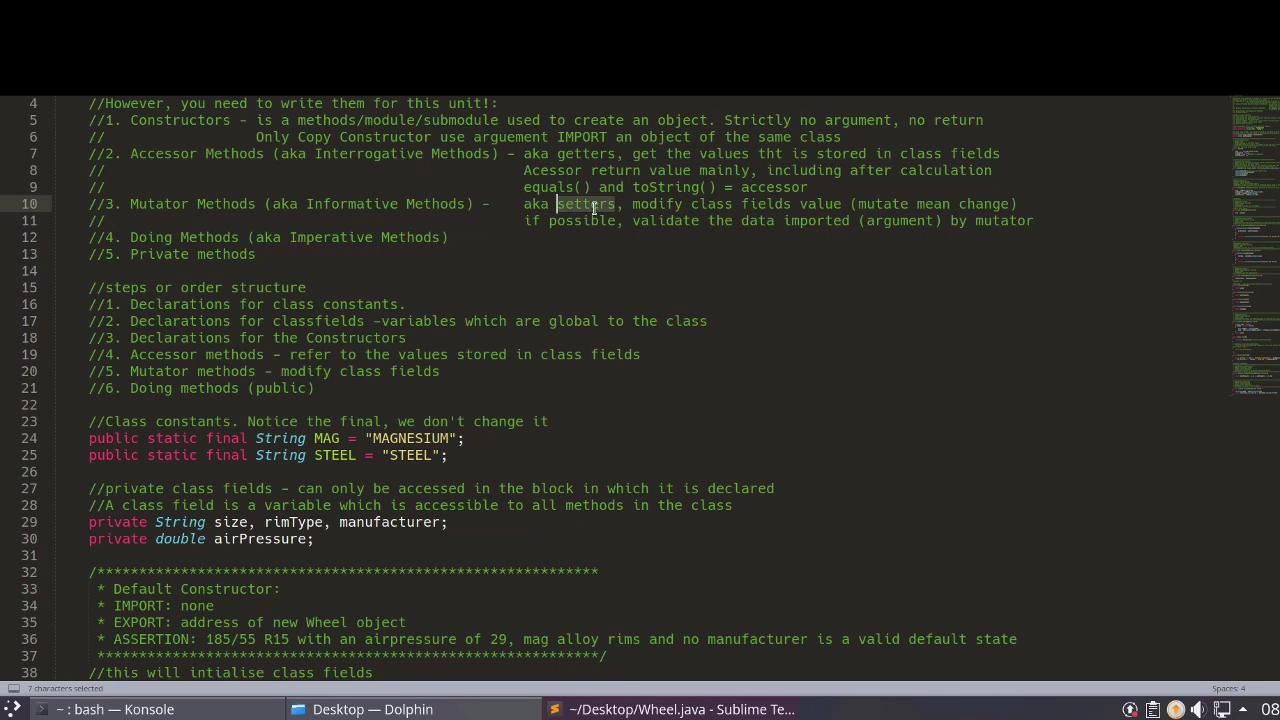 4 //However, you need to write them for this unit!:
5 //1. Constructors - is a methods/module/submodule used to create an object. Strictly no argument, no return
6 // Only Copy Constructor use arguement IMPORT an object of the same class
7 //2. Accessor Methods (aka Interrogative Methods) - aka getters, get the values tht is stored in class fields
8 // Acessor return value mainly, including after calculation
9 // equals() and toString() = accessor
10 //3. Mutator Methods (aka Informative Methods) - aka setters, modify class fields value (mutate mean change)
11 // if possible, validate the data imported (argument) by mutator
12 //4. Doing Methods (aka Imperative Methods)
13 //5. Private methods
14
15 //steps or order structure
16 //1. Declarations for class constants.
17 //2. Declarations for classfields -variables which are global to the class
18 //3. Declarations for the Constructors
19 //4. Accessor methods - refer to the values stored in class fields
20 //5. Mutator methods - modify class fields
21 //6. Doing methods (public)
22
23 //Class constants. Notice the final, we don't change it
24 public static final String MAG = "MAGNESIUM";
25 public static final String STEEL = "STEEL";
26
27 //private class fields - can only be accessed in the block in which it is declared
28 //A class field is a variable which is accessible to all methods in the class
29 private String size, rimType, manufacturer;
30 private double airPressure;
31
32 /************************************************************
33 * Default Constructor:
34 * IMPORT: none
35 * EXPORT: address of new Wheel object
36 * ASSERTION: 185/55 R15 with an airpressure of 29, mag alloy rims and no manufacturer is a valid default state
37 ************************************************************/
38 //this will intialise class fields
7 characters selected
Spaces: 4
~ : bash — Konsole
Desktop — Dolphin
~/Desktop/Wheel.java - Sublime Te...
08